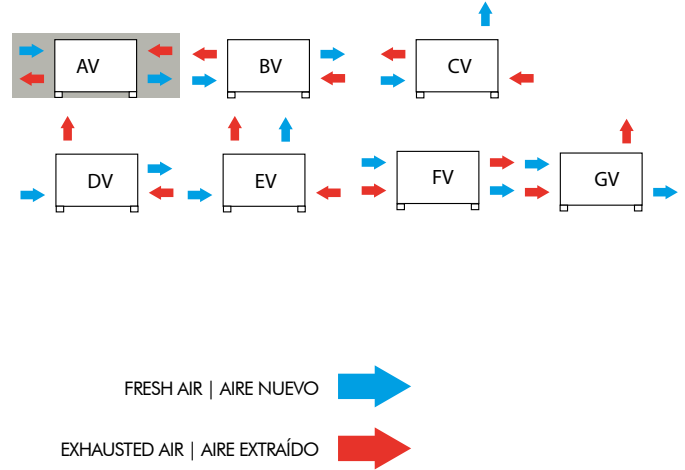 AV
BV
CV
DV
EV
FV
GV
FRESH AIR | AIRE NUEVO
EXHAUSTED AIR | AIRE EXTRAÍDO